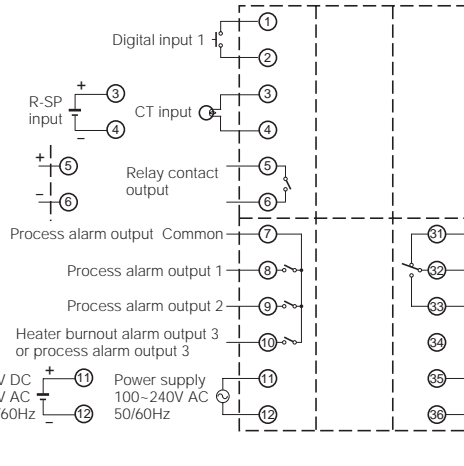 1
Digital input 1
2
+
3
R-SP
input
CT input
3
4
−
4
+
5
Relay contact
output
5
−
6
6
Process alarm output Common
7
31
Process alarm output 1
8
32
Process alarm output 2
9
33
Heater burnout alarm output 3
or process alarm output 3
10
34
V DC
+
11
Power supply
11
35
V AC
100~240V AC
/60Hz
−
12
50/60Hz
12
36